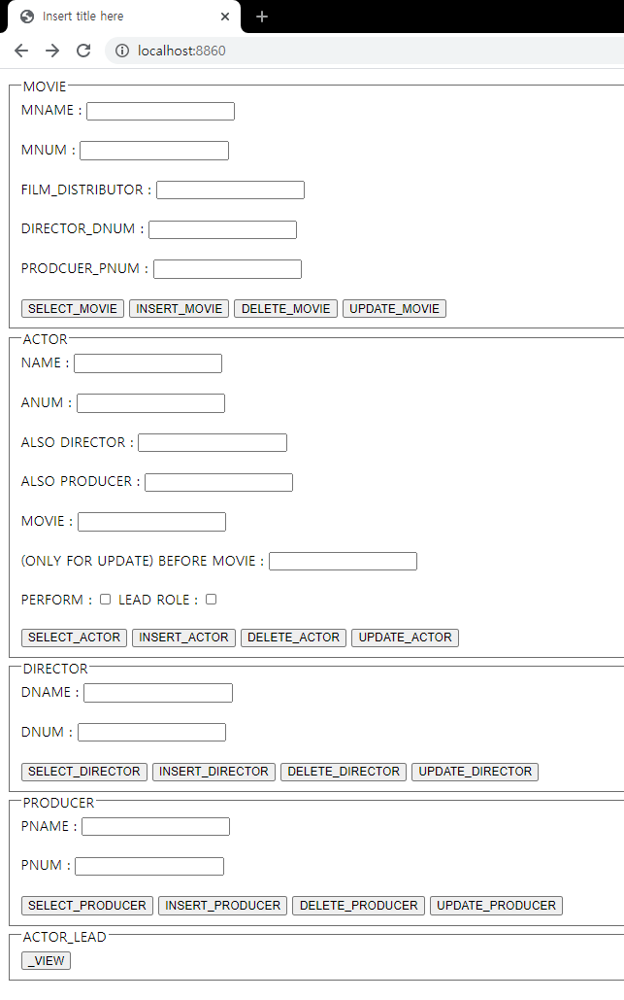 Insert title here
localhost:8860
MOVIE
MNAME :
MNUM :
FILM_DISTRIBUTOR :
DIRECTOR_DNUM :
PRODCUER_PNUM :
SELECT_MOVIE INSERT_MOVIE DELETE_MOVIE UPDATE_MOVIE
ACTOR
NAME :
ANUM :
ALSO DIRECTOR :
ALSO PRODUCER :
MOVIE :
(ONLY FOR UPDATE) BEFORE MOVIE :
PERFORM : LEAD ROLE :
SELECT_ACTOR INSERT_ACTOR DELETE_ACTOR UPDATE_ACTOR
DIRECTOR
DNAME :
DNUM :
SELECT_DIRECTOR INSERT_DIRECTOR DELETE_DIRECTOR UPDATE_DIRECTOR
PRODUCER
PNAME :
PNUM :
SELECT_PRODUCER INSERT_PRODUCER DELETE_PRODUCER UPDATE_PRODUCER
ACTOR_LEAD
_VIEW